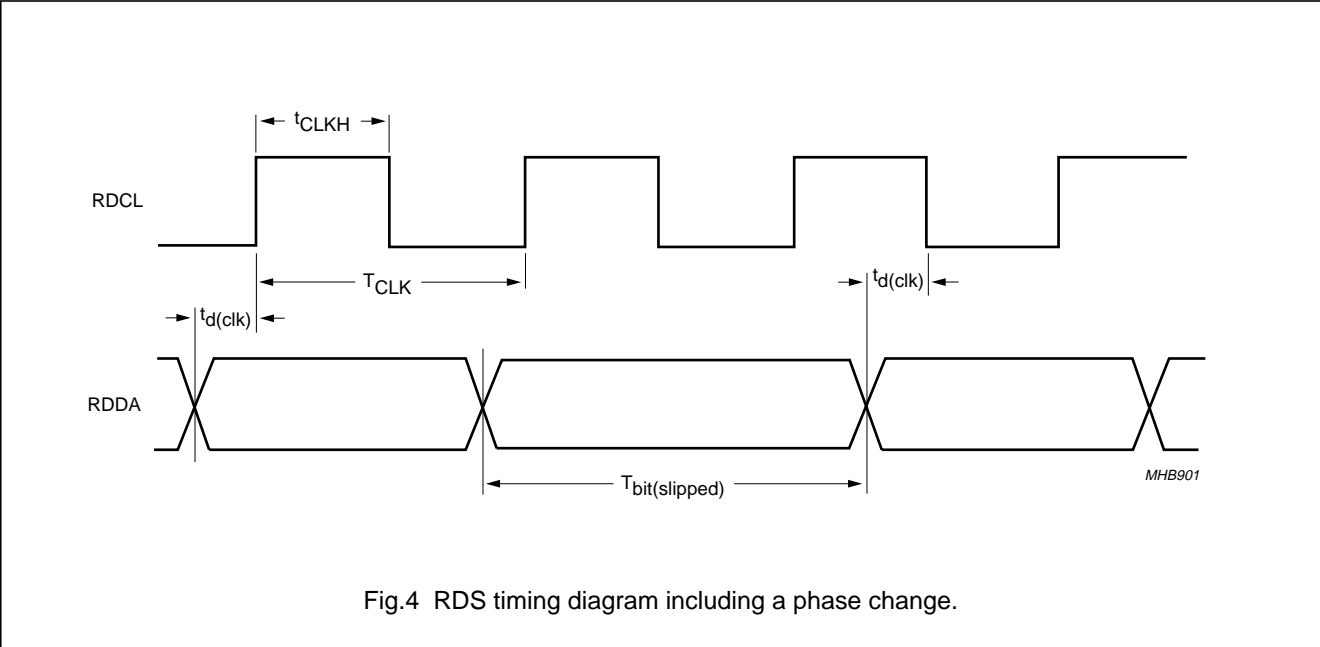 tCLKH
RDCL
TCLK
td(clk)
td(clk)
RDDA
Tbit(slipped)
MHB901
Fig.4 RDS timing diagram including a phase change.